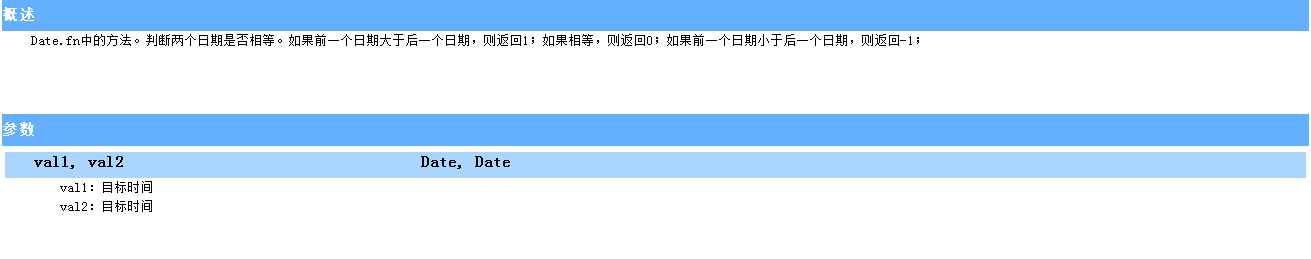 概述
Date.fn中的方法。判断两个日期是否相等。如果前一个日期大于后一个日期，则返回1；如果相等，则返回0；如果前一个日期小于后一个日期，则返回-1；
参数
val1, val2 Date, Date
val1：目标时间
val2：目标时间